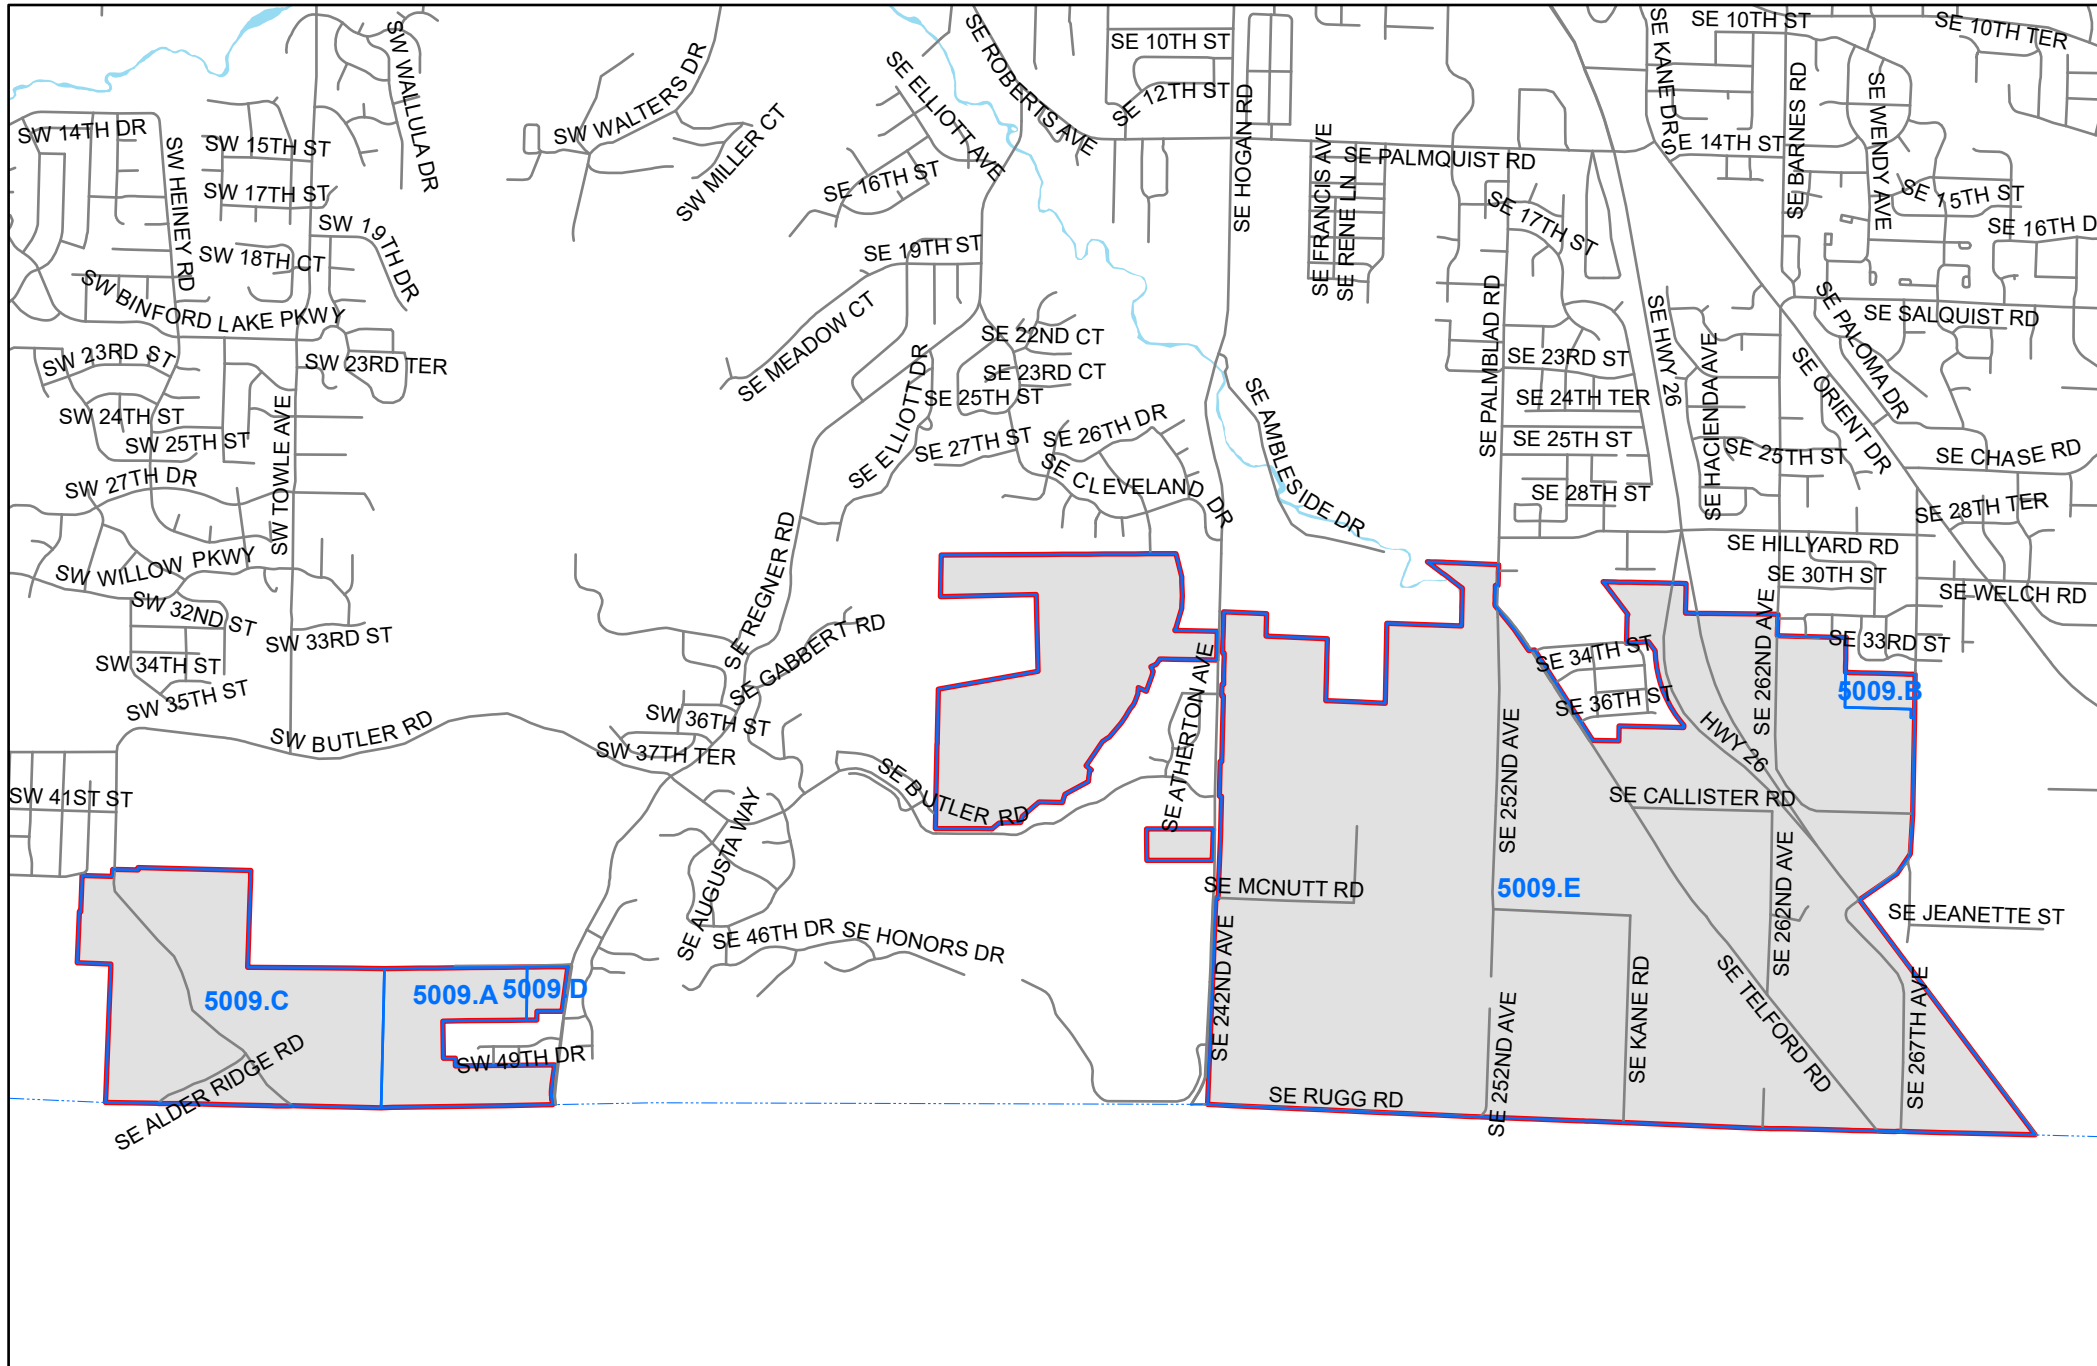 SE 10TH ST
SE 10TH TER
SE KANE DR
SE ROBERTS AVE
SW WALLULA DR
SE 10TH ST
SW WALTERS DR
SE ELLIOTT AVE
SE 12TH ST
SE HOGAN RD
SE BARNES RD
SE WENDY AVE
SW 14TH DR
SW 15TH ST
SW MILLER CT
SE FRANCIS AVE
SE PALMQUIST RD
SE 14TH ST
SW HEINEY RD
SW 17TH ST
SE 16TH ST
SE RENE LN
SE 17TH ST
SE 15TH ST
SE 16TH D
SW 19TH DR
SW 18TH CT
SE 19TH ST
SW BINFORD LAKE PKWY
SE MEADOW CT
SE PALMBLAD RD
SE HWY 26
SE PALOMA DR
SE SALQUIST RD
SE 22ND CT
SW 23RD ST
SW 23RD TER
SE 23RD CT
SE 23RD ST
SE HACIENDA AVE
SE ORIENT DR
SE ELLIOTT DR
SE 25TH ST
SE 24TH TER
SW 24TH ST
SW 25TH ST
SW TOWLE AVE
SE 26TH DR
SE 27TH ST
SE AMBLESIDE DR
SE 25TH ST
SE 25TH ST
SE CHASE RD
SW 27TH DR
SE CLEVELAND DR
SE 28TH ST
SE 28TH TER
SE REGNER RD
SE HILLYARD RD
SW WILLOW PKWY
SE 30TH ST
SE WELCH RD
SW 32ND ST
SW 33RD ST
SE GABBERT RD
SE 262ND AVE
SE 33RD ST
SW 34TH ST
SE 34TH ST
SE ATHERTON AVE
5009.B
SW 35TH ST
SW 36TH ST
SE 36TH ST
SW BUTLER RD
SE 252ND AVE
HWY 26
SW 37TH TER
SW 41ST ST
SE BUTLER RD
SE CALLISTER RD
SE AUGUSTA WAY
SE MCNUTT RD
5009.E
SE 262ND AVE
SE JEANETTE ST
SE 46TH DR
SE HONORS DR
SE 242ND AVE
5009.C
5009.A
5009.D
SE KANE RD
SE TELFORD RD
SE 267TH AVE
SE 252ND AVE
SW 49TH DR
SE ALDER RIDGE RD
SE RUGG RD